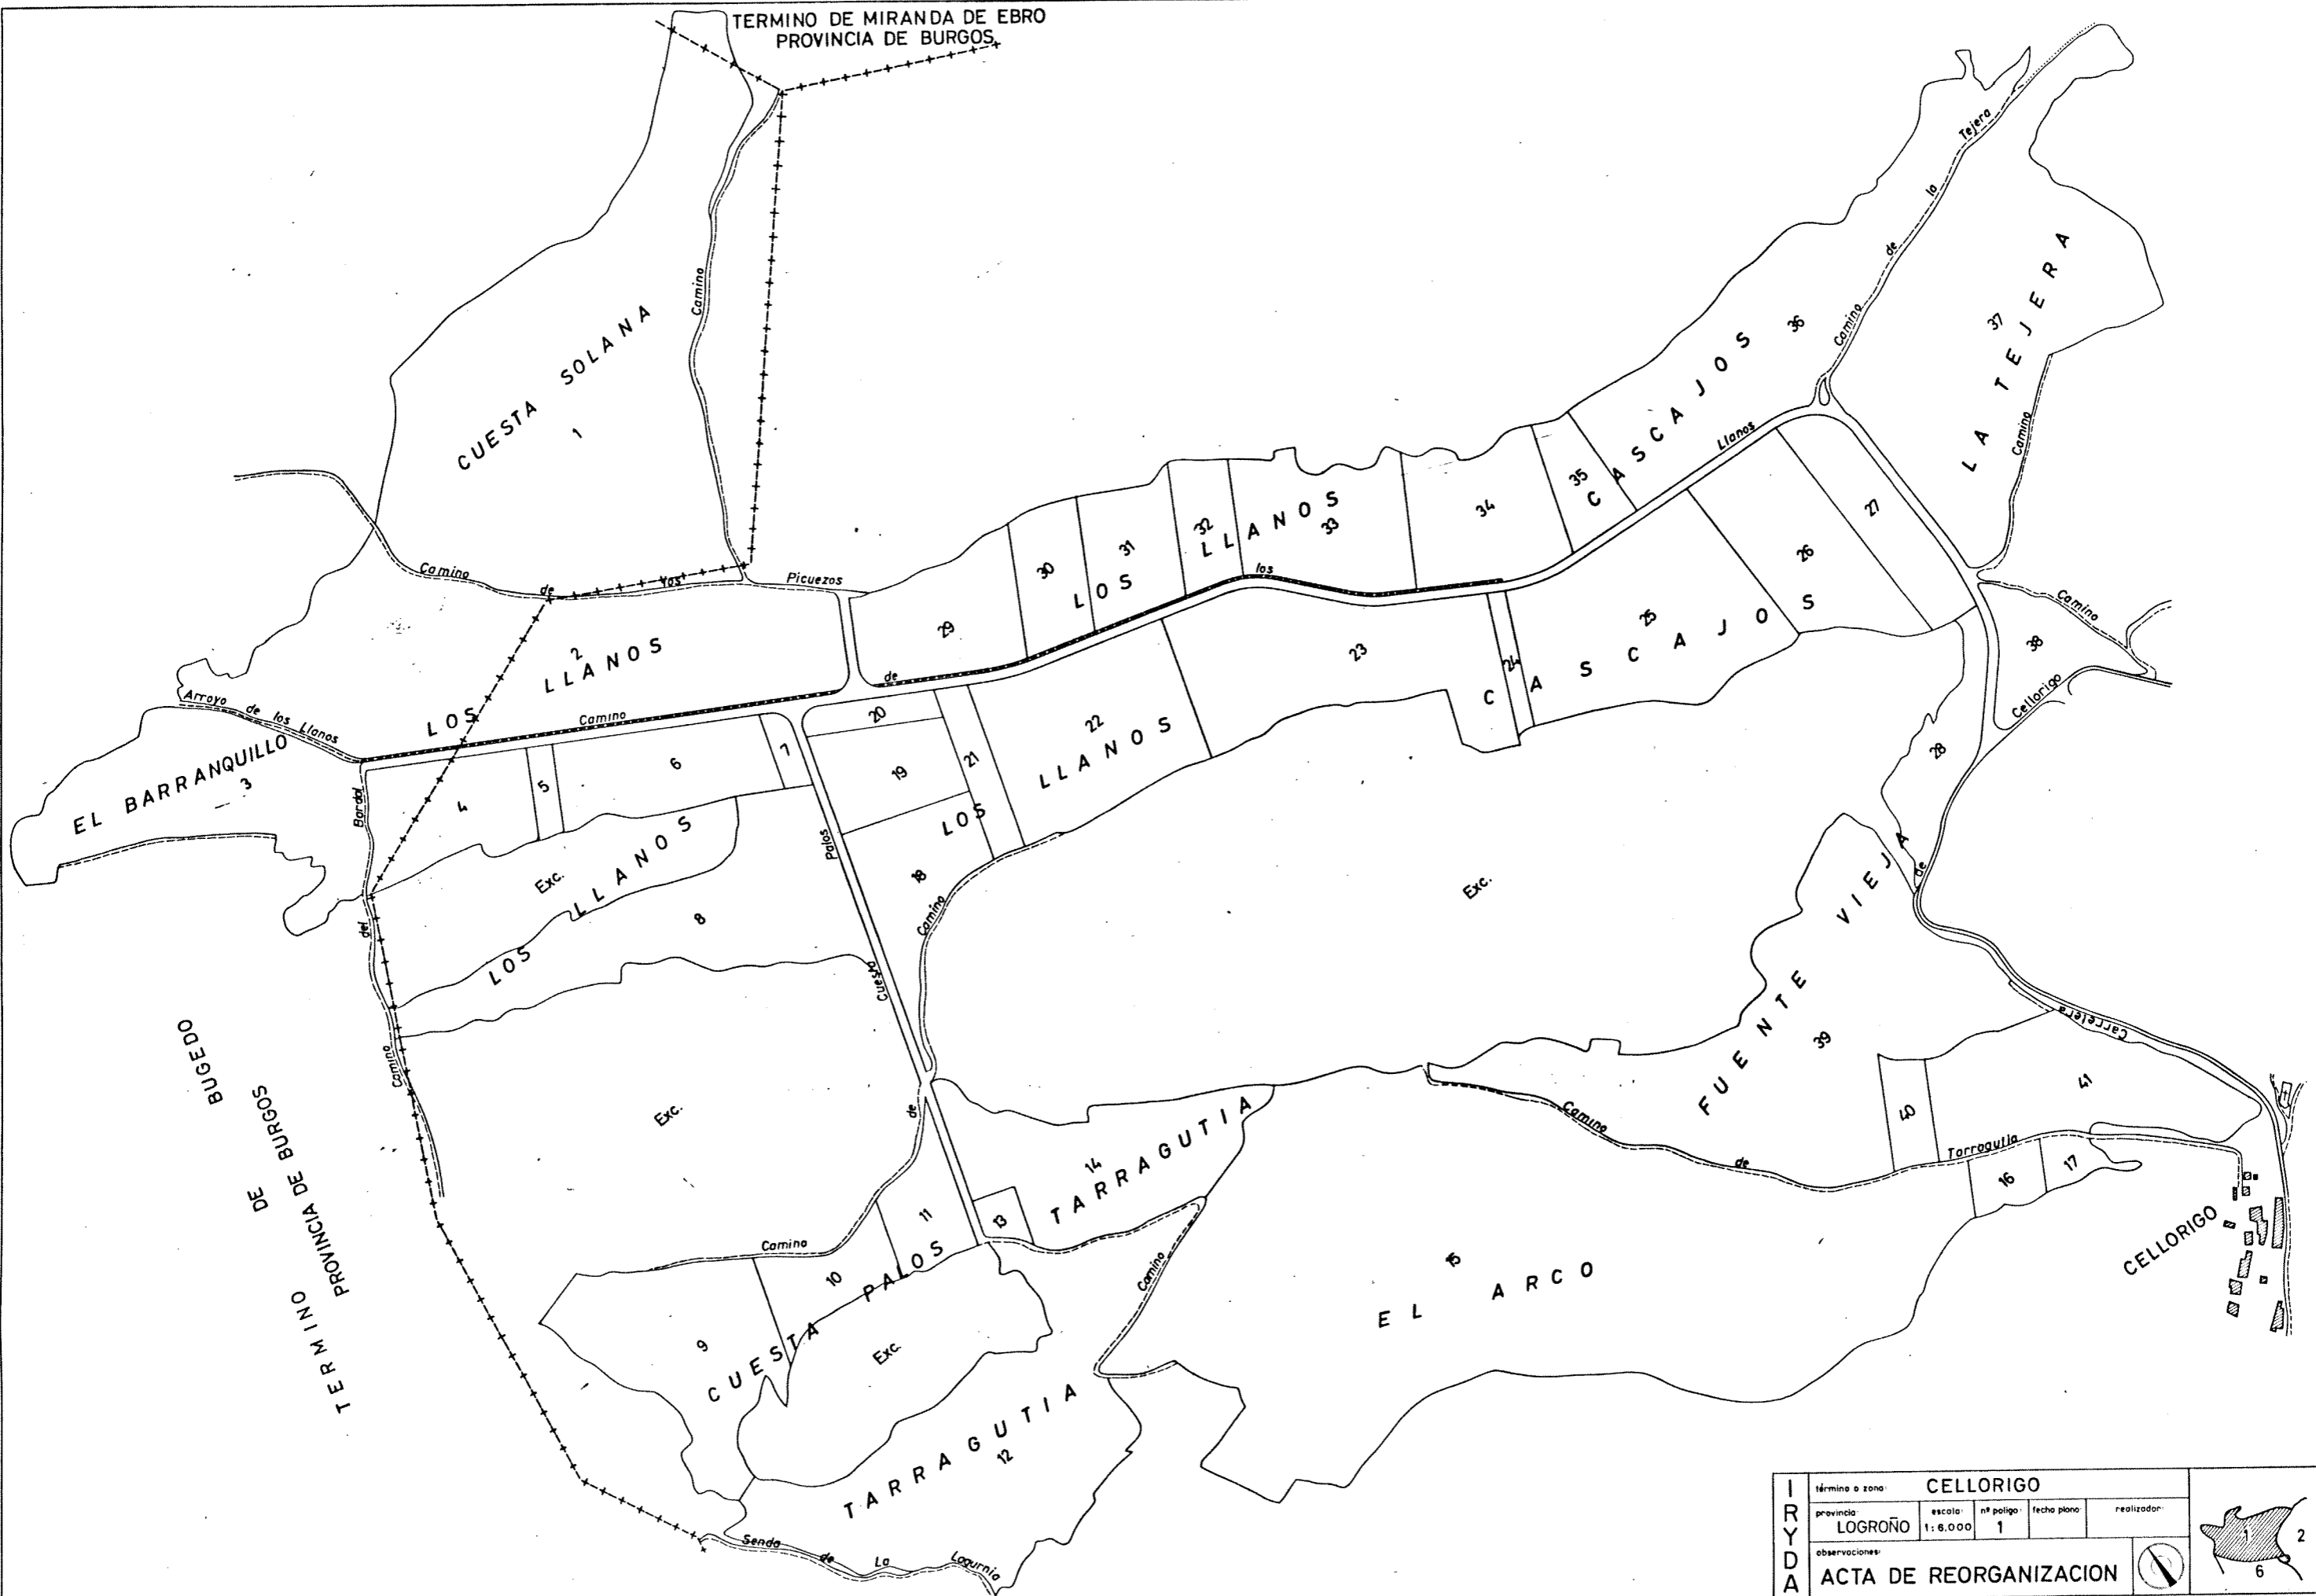 TERMINO DE MIRANDA DE EBRO
PROVINCIA DE BURGOS
Tejera
la
de
Camino
Camino
CUESTA SOLANA
1
36
CASCAJOS
37
LA TEJERA
Camino
Llanos
35
34
33
32
31
30
LOS LLANOS
los
27
26
25
24
CASCAJOS
Camino
de
los
Picuezos
29
23
Camino
38
Cellorigo
2
LOS LLANOS
Camino
de
Arroyo de los Llanos
EL BARRANQUILLO
3
20
22
LOS LLANOS
28
7
6
5
4
19
21
Bardal
del
Camino
Palos
Cuesta
de
18
Camino
Exc.
LOS LLANOS
8
Exc.
de
FUENTE VIEJA
39
Carretera
41
40
Exc.
TERMINO DE BUGEDO
PROVINCIA DE BURGOS
14
TARRAGUTIA
13
11
10
Camino
9
CUESTA PALOS
Exc.
Camino
de
Tarragutia
16
17
CELLORIGO
15
EL ARCO
Camino
TARRAGUTIA
12
Senda de La Lagurnia
IRYDA
término o zona: CELLORIGO
provincia: LOGROÑO
escala: 1:6.000
nº poligo: 1
fecha plano:
realizador:
observaciones:
ACTA DE REORGANIZACION
1
2
6